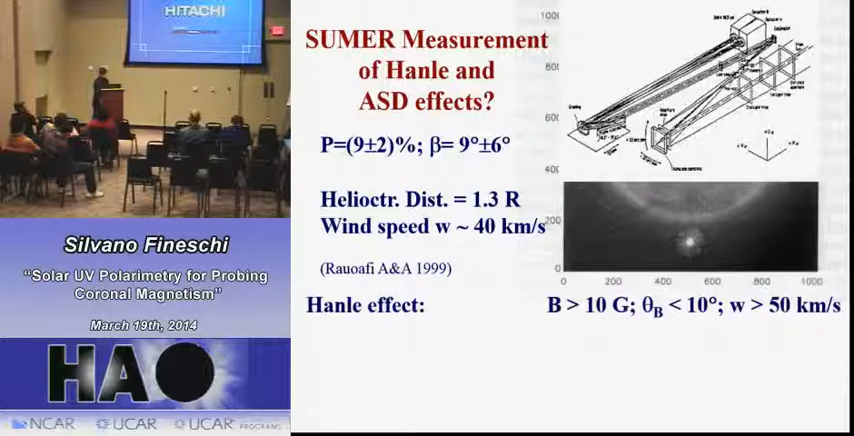 HITACHI
Silvano Fineschi
“Solar UV Polarimetry for Probing
Coronal Magnetism”
March 19th, 2014
HAO
NCAR UCAR UCAR PROGRAMS
SUMER Measurement
of Hanle and
ASD effects?
P=(9±2)%; β= 9°±6°
Helioctr. Dist. = 1.3 R
Wind speed w ~ 40 km/s
(Rauoafi A&A 1999)
Hanle effect: B > 10 G; θB < 10°; w > 50 km/s
800
600
400
200
0
0 200 400 600 800 1000